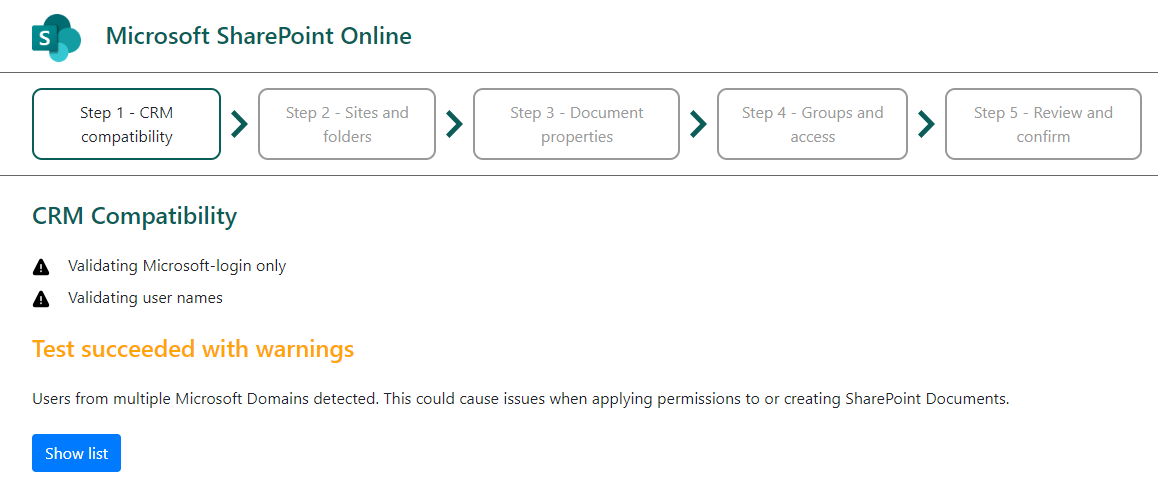 S
Microsoft SharePoint Online
Step 1 - CRM
compatibility
Step 2 - Sites and
folders
Step 3 - Document
properties
Step 4 - Groups and
access
Step 5 - Review and
confirm
CRM Compatibility
Validating Microsoft-login only
Validating user names
Test succeeded with warnings
Users from multiple Microsoft Domains detected. This could cause issues when applying permissions to or creating SharePoint Documents.
Show list